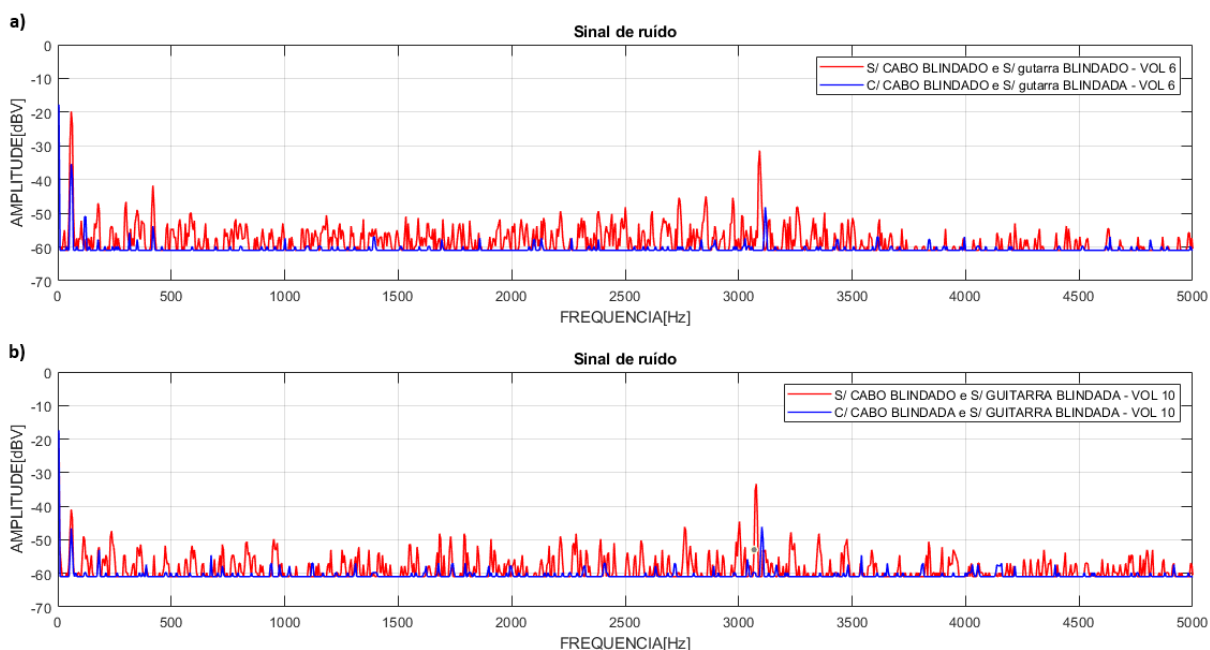 a)
Sinal de ruído
0
-10
-20
-30
-40
-50
-60
-70
AMPLITUDE[dBV]
S/ CABO BLINDADO e S/ gutarra BLINDADO - VOL 6
C/ CABO BLINDADO e S/ gutarra BLINDADA - VOL 6
0 500 1000 1500 2000 2500 3000 3500 4000 4500 5000
FREQUENCIA[Hz]
b)
Sinal de ruído
0
-10
-20
-30
-40
-50
-60
-70
AMPLITUDE[dBV]
S/ CABO BLINDADO e S/ GUITARRA BLINDADA - VOL 10
C/ CABO BLINDADA e S/ GUITARRA BLINDADA - VOL 10
0 500 1000 1500 2000 2500 3000 3500 4000 4500 5000
FREQUENCIA[Hz]